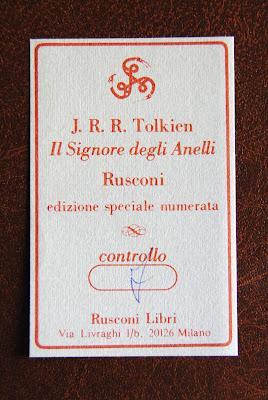 J. R. R. Tolkien
Il Signore degli Anelli
Rusconi
edizione speciale numerata
controllo
Rusconi Libri
Via Livraghi 1/b, 20126 Milano